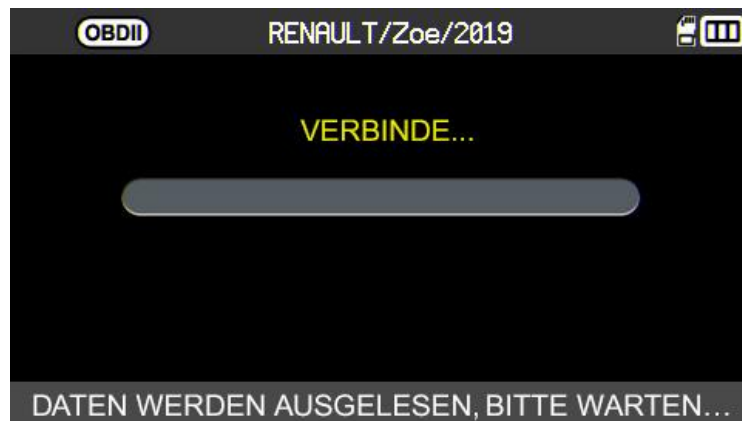 OBDII RENAULT/Zoe/2019
VERBINDE...
DATEN WERDEN AUSGELESEN, BITTE WARTEN...